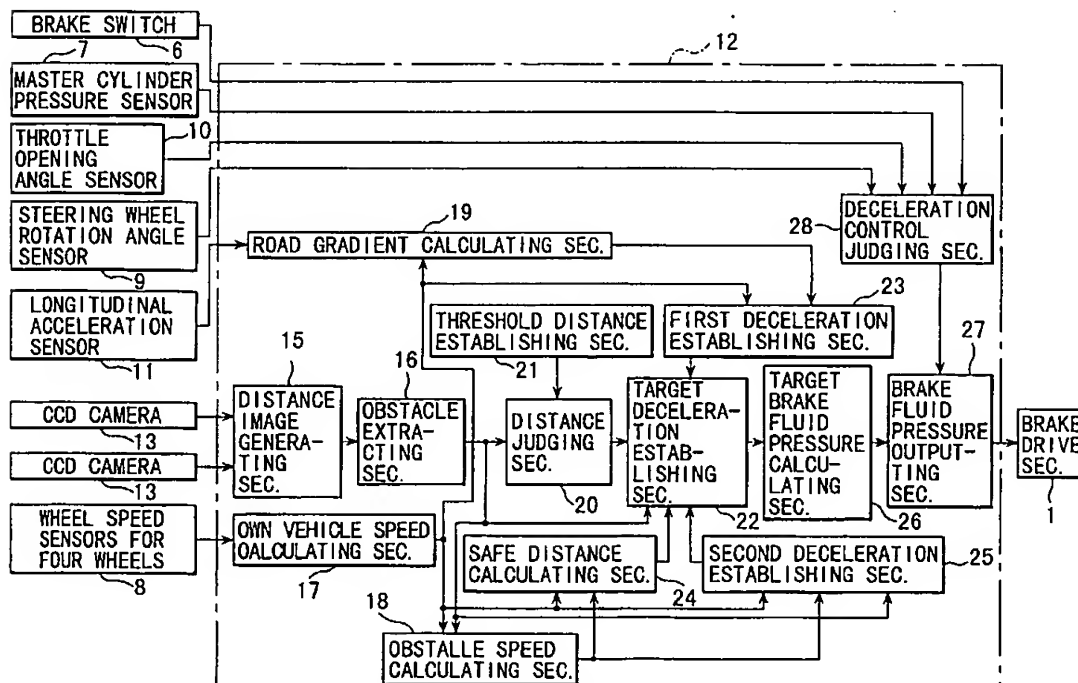 BRAKE SWITCH
6
7
MASTER CYLINDER
PRESSURE SENSOR
10
THROTTLE
OPENING
ANGLE SENSOR
STEERING WHEEL
ROTATION ANGLE
SENSOR
9
LONGITUDINAL
ACCELERATION
SENSOR
11
CCD CAMERA
13
CCD CAMERA
13
WHEEL SPEED
SENSORS FOR
FOUR WHEELS
8
12
19
ROAD GRADIENT CALCULATING SEC.
28
DECELERATION
CONTROL
JUDGING SEC.
THRESHOLD DISTANCE
ESTABLISHING SEC.
21
23
FIRST DECELERATION
ESTABLISHING SEC.
15
DISTANCE
IMAGE
GENERA-
TING
SEC.
16
OBSTACLE
EXTRA-
CTING
SEC.
DISTANCE
JUDGING
SEC.
20
TARGET
DECELERA-
TION
ESTABLI-
SHING
SEC.
22
TARGET
BRAKE
FLUID
PRESSURE
CALCU-
LATING
SEC.
26
27
BRAKE
FLUID
PRESSURE
OUTPU-
TTING
SEC.
BRAKE
DRIVE
SEC.
1
OWN VEHICLE SPEED
OALCULATING SEC.
17
SAFE DISTANCE
CALCULATING SEC.
24
SECOND DECELERATION
ESTABLISHING SEC.
25
18
OBSTALLE SPEED
CALCULATING SEC.